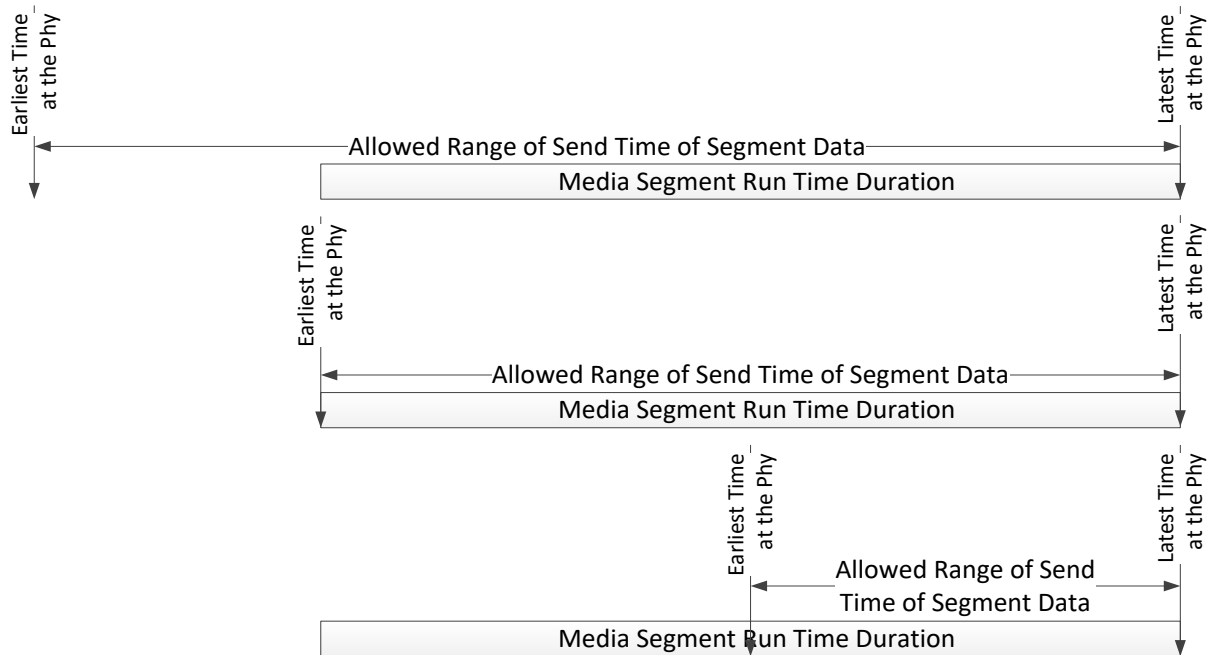 Earliest Time
at the Phy
Latest Time
at the Phy
Allowed Range of Send Time of Segment Data
Media Segment Run Time Duration
Earliest Time
at the Phy
Latest Time
at the Phy
Allowed Range of Send Time of Segment Data
Media Segment Run Time Duration
Earliest Time
at the Phy
Latest Time
at the Phy
Allowed Range of Send
Time of Segment Data
Media Segment Run Time Duration